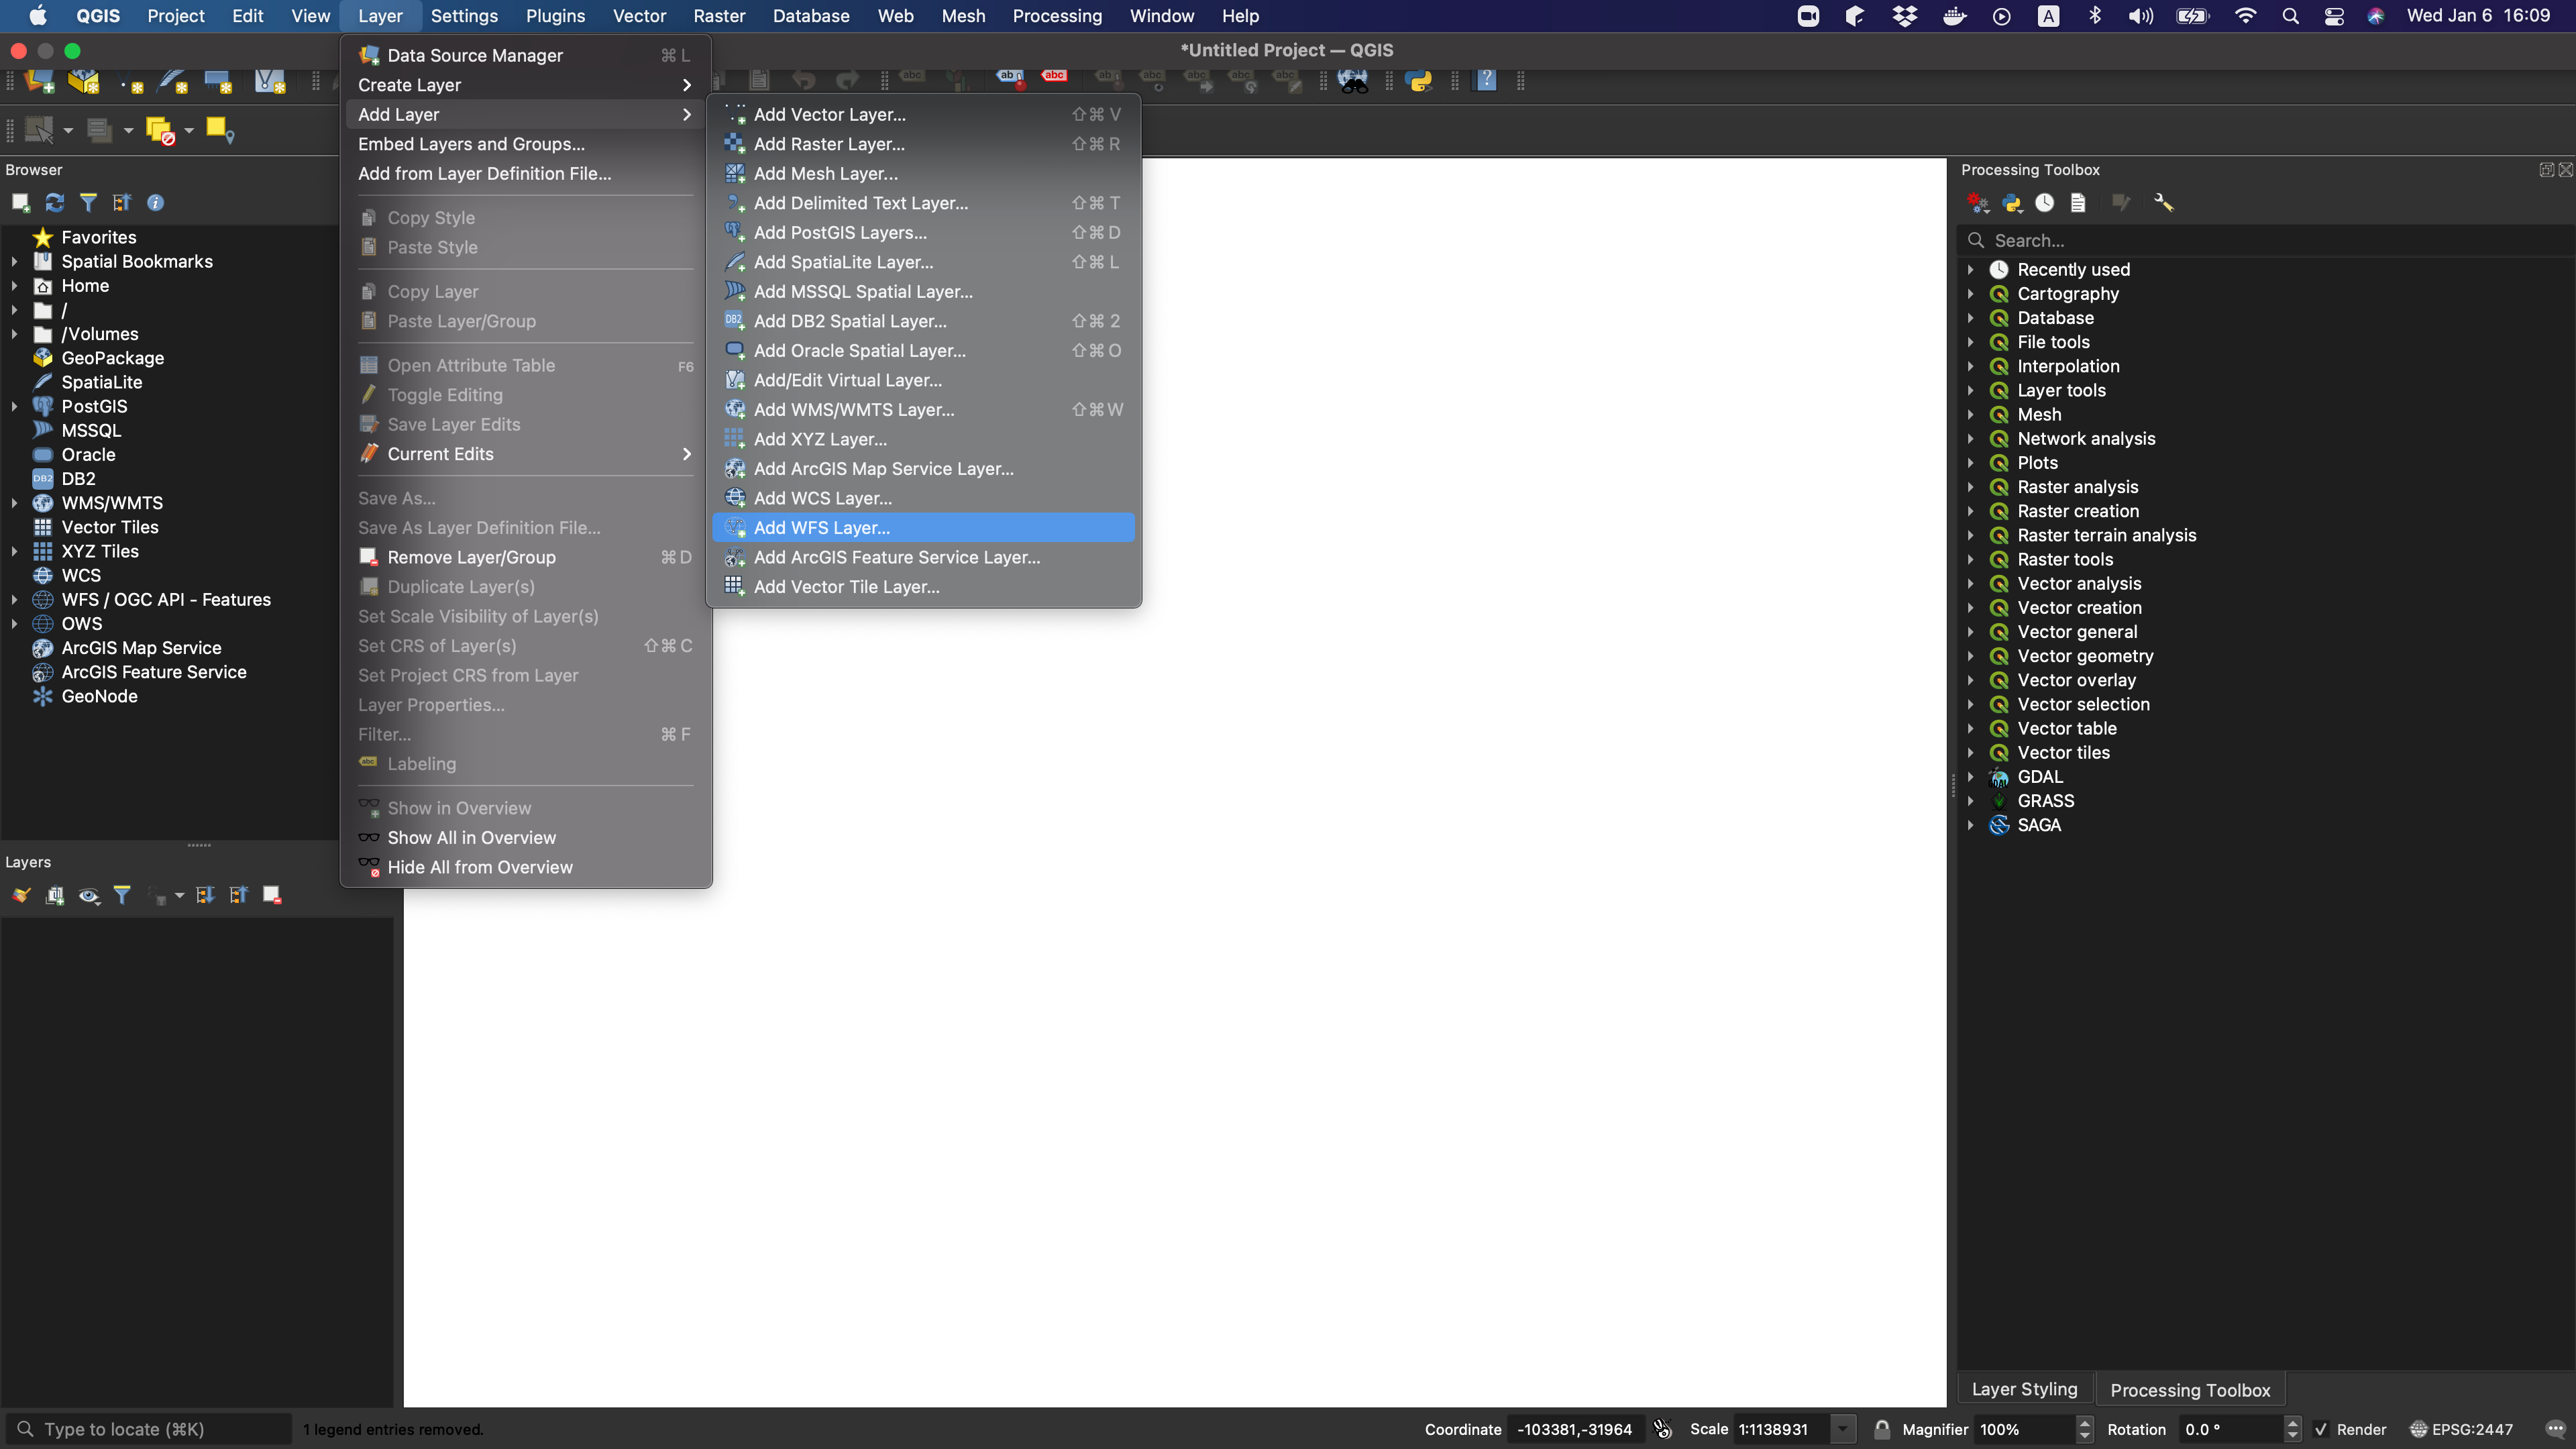 QGIS Project Edit View Layer Settings Plugins Vector Raster Database Web Mesh Processing Window Help A Wed Jan 6 16:09
*Untitled Project — QGIS
Data Source Manager ⌘ L
Create Layer
Add Layer
Embed Layers and Groups...
Add from Layer Definition File...
Copy Style
Paste Style
Copy Layer
Paste Layer/Group
Open Attribute Table F6
Toggle Editing
Save Layer Edits
Current Edits
Save As...
Save As Layer Definition File...
Remove Layer/Group ⌘ D
Duplicate Layer(s)
Set Scale Visibility of Layer(s)
Set CRS of Layer(s) ⇧⌘ C
Set Project CRS from Layer
Layer Properties...
Filter... ⌘ F
abc Labeling
Show in Overview
Show All in Overview
Hide All from Overview
Add Vector Layer... ⇧⌘ V
Add Raster Layer... ⇧⌘ R
Add Mesh Layer...
Add Delimited Text Layer... ⇧⌘ T
Add PostGIS Layers... ⇧⌘ D
Add SpatiaLite Layer... ⇧⌘ L
Add MSSQL Spatial Layer...
DB2 Add DB2 Spatial Layer... ⇧⌘ 2
Add Oracle Spatial Layer... ⇧⌘ O
Add/Edit Virtual Layer...
Add WMS/WMTS Layer... ⇧⌘ W
Add XYZ Layer...
Add ArcGIS Map Service Layer...
Add WCS Layer...
Add WFS Layer...
Add ArcGIS Feature Service Layer...
Add Vector Tile Layer...
Browser
Favorites
Spatial Bookmarks
Home
/
/Volumes
GeoPackage
SpatiaLite
PostGIS
MSSQL
Oracle
DB2 DB2
WMS/WMTS
Vector Tiles
XYZ Tiles
WCS
WFS / OGC API - Features
OWS
ArcGIS Map Service
ArcGIS Feature Service
GeoNode
Layers
Processing Toolbox
Search...
Recently used
Cartography
Database
File tools
Interpolation
Layer tools
Mesh
Network analysis
Plots
Raster analysis
Raster creation
Raster terrain analysis
Raster tools
Vector analysis
Vector creation
Vector general
Vector geometry
Vector overlay
Vector selection
Vector table
Vector tiles
GDAL
GRASS
SAGA
Layer Styling Processing Toolbox
Type to locate (⌘K) 1 legend entries removed. Coordinate -103381,-31964 Scale 1:1138931 Magnifier 100% Rotation 0.0 ° Render EPSG:2447